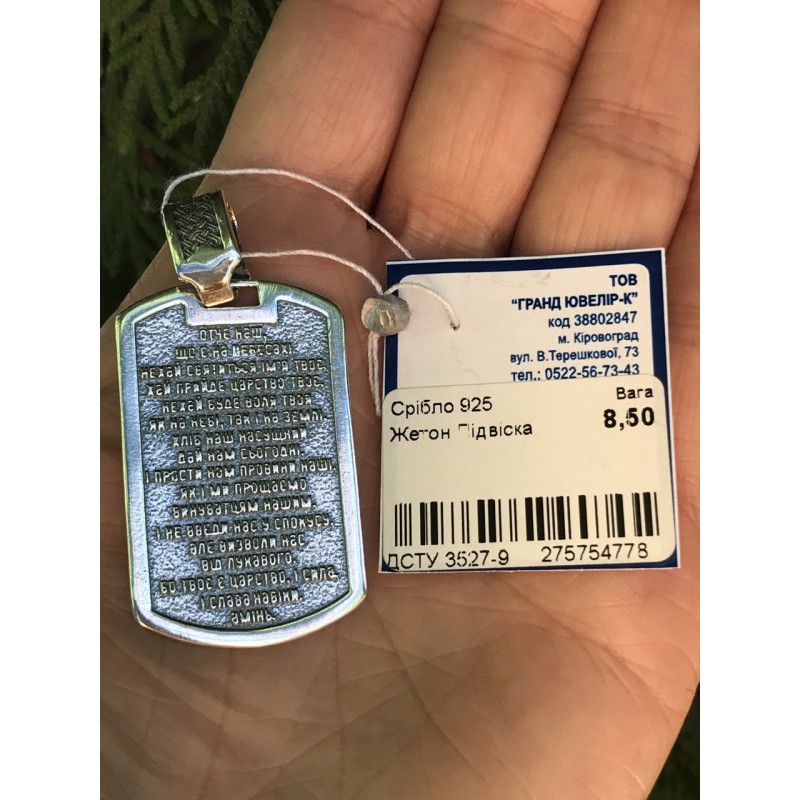 ОТЧЕ НАШ,
ЩО Є НА НЕБЕСАХ!
НЕХАЙ СВЯТИТЬСЯ ІМ'Я ТВОЄ,
ХАЙ ПРИЙДЕ ЦАРСТВО ТВОЄ,
НЕХАЙ БУДЕ ВОЛЯ ТВОЯ
ЯК НА НЕБІ, ТАК І НА ЗЕМЛІ.
ХЛІБ НАШ НАСУЩНИЙ
ДАЙ НАМ СЬОГОДНІ.
І ПРОСТИ НАМ ПРОВИНИ НАШІ,
ЯК І МИ ПРОЩАЄМО
ВИНУВАТЦЯМ НАШИМ.
І НЕ ВВЕДИ НАС У СПОКУСУ,
АЛЕ ВИЗВОЛИ НАС
ВІД ЛУКАВОГО.
БО ТВОЄ Є ЦАРСТВО, І СИЛА,
І СЛАВА НАВІКИ.
АМІНЬ.
ТОВ
"ГРАНД ЮВЕЛІР-К"
код 38802847
м. Кіровоград
вул. В.Терешкової, 73
тел.: 0522-56-73-43
Срібло 925 Вага
Жетон Підвіска 8,50
ДСТУ 3527-9 275754778